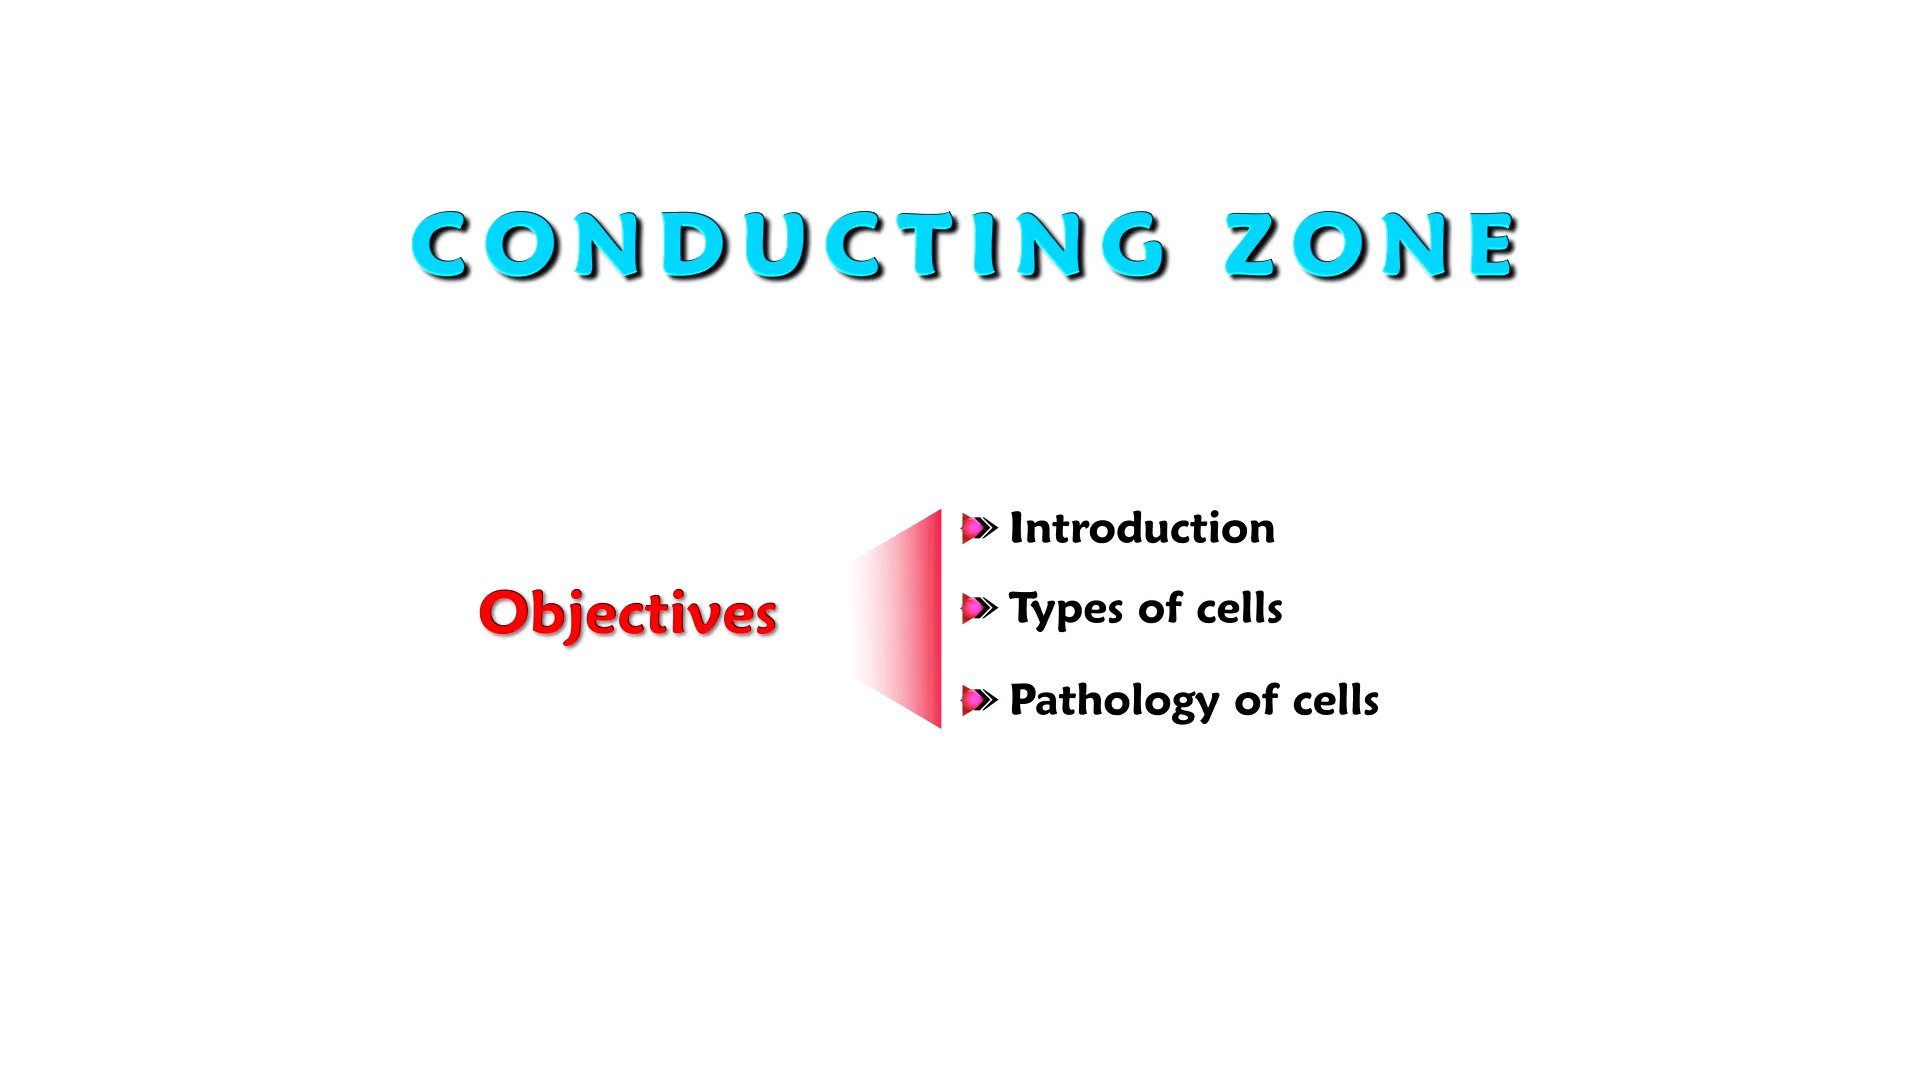 CONDUCTING ZONE
Objectives
Introduction
Types of cells
Pathology of cells